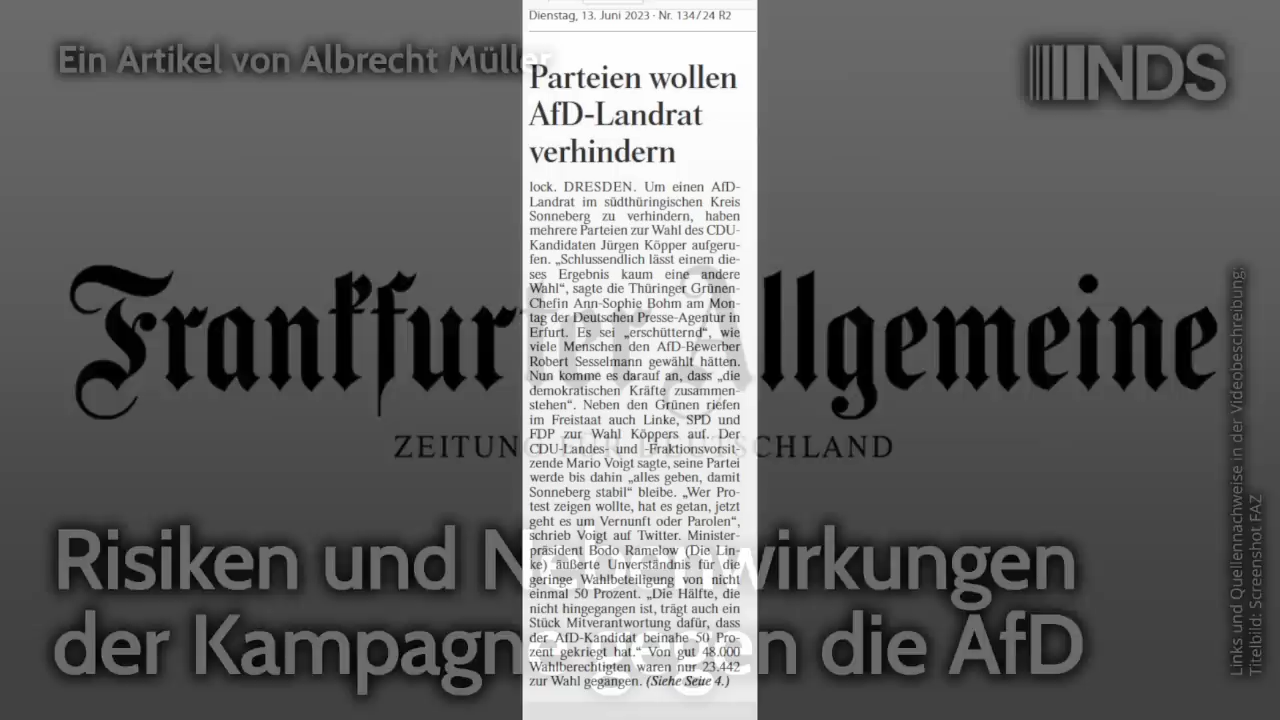 Dienstag, 13. Juni 2023 · Nr. 134/24 R2
Ein Artikel von Albrecht Müller
NDS
Parteien wollen
AfD-Landrat
verhindern
lock. DRESDEN. Um einen AfD-
Landrat im südthüringischen Kreis
Sonneberg zu verhindern, haben
mehrere Parteien zur Wahl des CDU-
Kandidaten Jürgen Köpper aufgeru-
fen. „Schlussendlich lässt einem die-
ses Ergebnis kaum eine andere
Wahl“, sagte die Thüringer Grünen-
Chefin Ann-Sophie Bohm am Mon-
tag der Deutschen Presse-Agentur in
Erfurt. Es sei „erschütternd“, wie
viele Menschen den AfD-Bewerber
Robert Sesselmann gewählt hätten.
Nun komme es darauf an, dass „die
demokratischen Kräfte zusammen-
stehen“. Neben den Grünen riefen
im Freistaat auch Linke, SPD und
FDP zur Wahl Köppers auf. Der
CDU-Landes- und -Fraktionsvorsit-
zende Mario Voigt sagte, seine Partei
werde bis dahin „alles geben, damit
Sonneberg stabil“ bleibe. „Wer Pro-
test zeigen wollte, hat es getan, jetzt
geht es um Vernunft oder Parolen“,
schrieb Voigt auf Twitter. Minister-
präsident Bodo Ramelow (Die Lin-
ke) äußerte Unverständnis für die
geringe Wahlbeteiligung von nicht
einmal 50 Prozent. „Die Hälfte, die
nicht hingegangen ist, trägt auch ein
Stück Mitverantwortung dafür, dass
der AfD-Kandidat beinahe 50 Pro-
zent gekriegt hat.“ Von gut 48.000
Wahlberechtigten waren nur 23.442
zur Wahl gegangen. (Siehe Seite 4.)
Frankfurter Allgemeine
ZEITUNG FÜR DEUTSCHLAND
Risiken und Nebenwirkungen
der Kampagne gegen die AfD
Links und Quellennachweise in der Videobeschreibung;
Titelbild: Screenshot FAZ